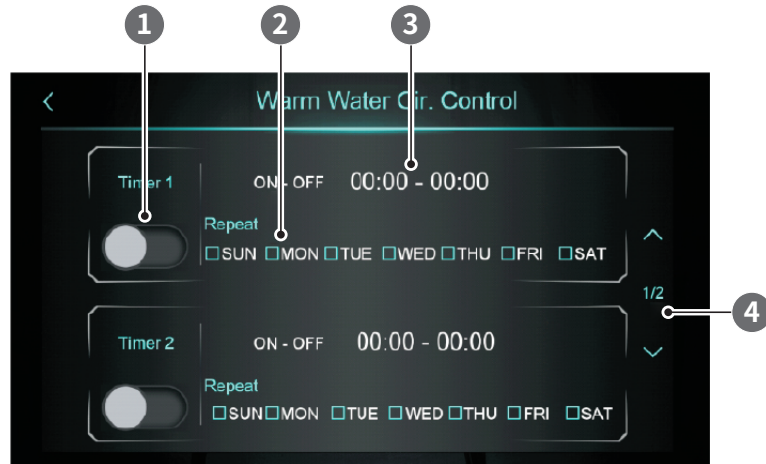 1 2 3
Warm Water Cir. Control
Timer 1 ON - OFF 00:00 - 00:00
Repeat
SUN MON TUE WED THU FRI SAT
1/2
4
Timer 2 ON - OFF 00:00 - 00:00
Repeat
SUN MON TUE WED THU FRI SAT